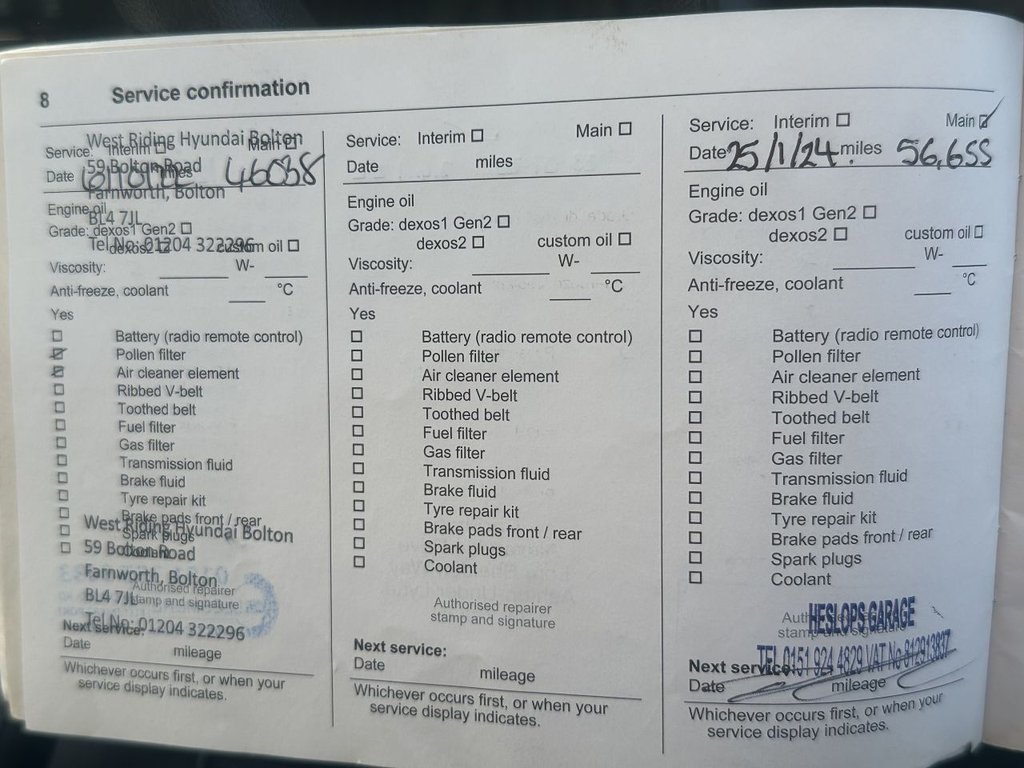 8 Service confirmation
West Riding Hyundai Bolton
Service: Interim Main
59 Bolton Road
Date miles 46038
Farnworth, Bolton
Engine oil
BL4 7JL
Grade: dexos1 Gen2
Tel No: 01204 322296
dexos2 custom oil
Viscosity: W-
Anti-freeze, coolant °C
Yes
Battery (radio remote control)
Pollen filter
Air cleaner element
Ribbed V-belt
Toothed belt
Fuel filter
Gas filter
Transmission fluid
Brake fluid
Tyre repair kit
Brake pads front / rear
West Riding Hyundai Bolton
Spark plugs
59 Bolton Road
Coolant
Farnworth, Bolton
Authorised repairer
BL4 7JL
stamp and signature
Tel No: 01204 322296
Next service:
Date mileage
Whichever occurs first, or when your
service display indicates.
Service: Interim Main
Date miles
Engine oil
Grade: dexos1 Gen2
dexos2 custom oil
Viscosity: W-
Anti-freeze, coolant °C
Yes
Battery (radio remote control)
Pollen filter
Air cleaner element
Ribbed V-belt
Toothed belt
Fuel filter
Gas filter
Transmission fluid
Brake fluid
Tyre repair kit
Brake pads front / rear
Spark plugs
Coolant
Authorised repairer
stamp and signature
Next service:
Date mileage
Whichever occurs first, or when your
service display indicates.
Service: Interim Main
Date 25/1/24 miles 56,655
Engine oil
Grade: dexos1 Gen2
dexos2 custom oil
Viscosity: W-
Anti-freeze, coolant °C
Yes
Battery (radio remote control)
Pollen filter
Air cleaner element
Ribbed V-belt
Toothed belt
Fuel filter
Gas filter
Transmission fluid
Brake fluid
Tyre repair kit
Brake pads front / rear
Spark plugs
Coolant
HESLOPS GARAGE
TEL 0151 924 4829 VAT No 812913837
Next service:
Date mileage
Whichever occurs first, or when your
service display indicates.